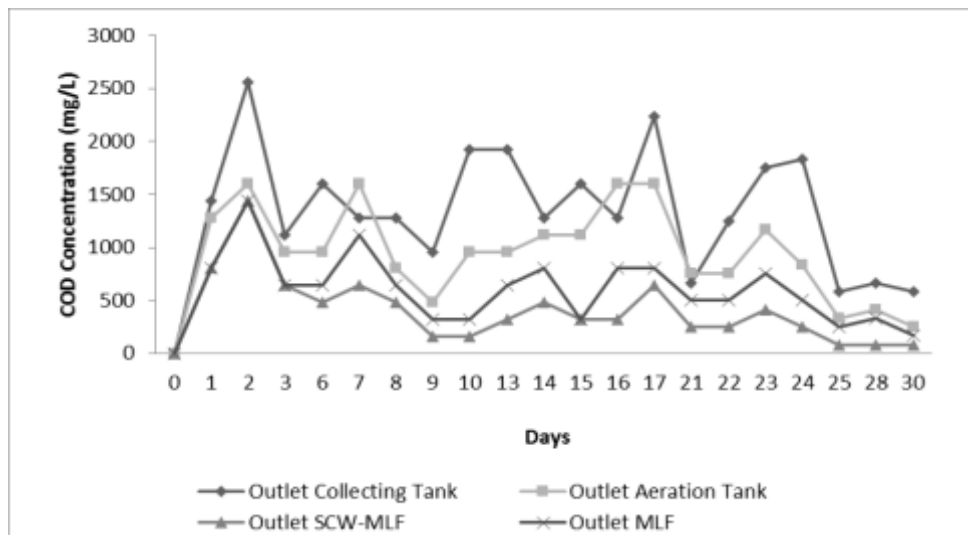 3000
2500
2000
1500
1000
500
0
COD Concentration (mg/L)
0 1 2 3 6 7 8 9 10 13 14 15 16 17 21 22 23 24 25 28 30
Days
Outlet Collecting Tank Outlet Aeration Tank
Outlet SCW-MLF Outlet MLF